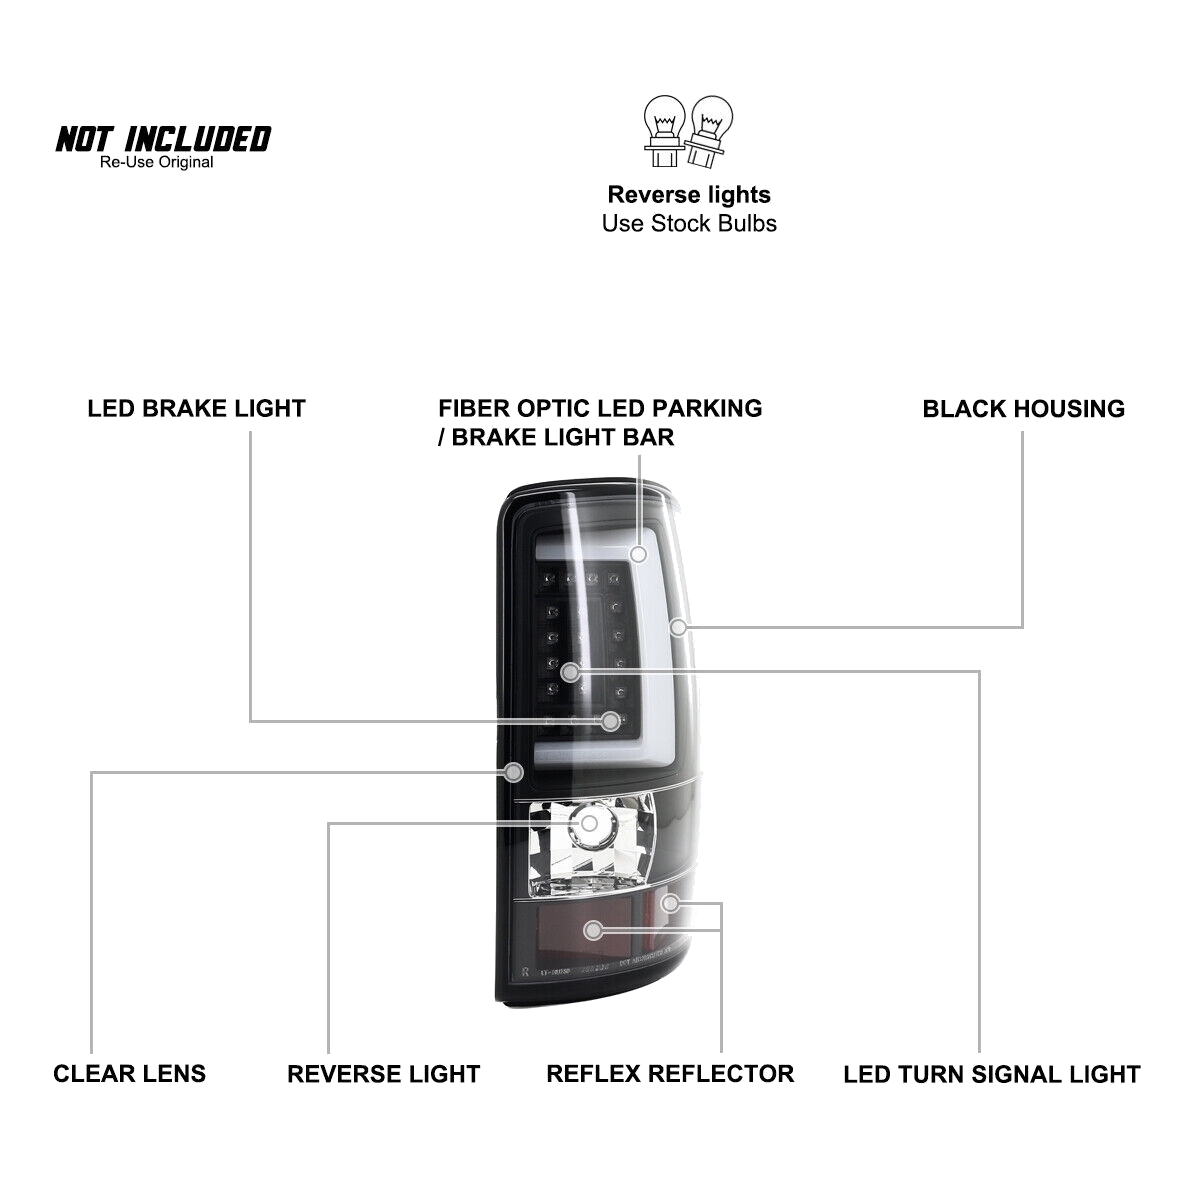 NOT INCLUDED
Re-Use Original
Reverse lights
Use Stock Bulbs
LED BRAKE LIGHT
FIBER OPTIC LED PARKING
/ BRAKE LIGHT BAR
BLACK HOUSING
R
CLEAR LENS
REVERSE LIGHT
REFLEX REFLECTOR
LED TURN SIGNAL LIGHT